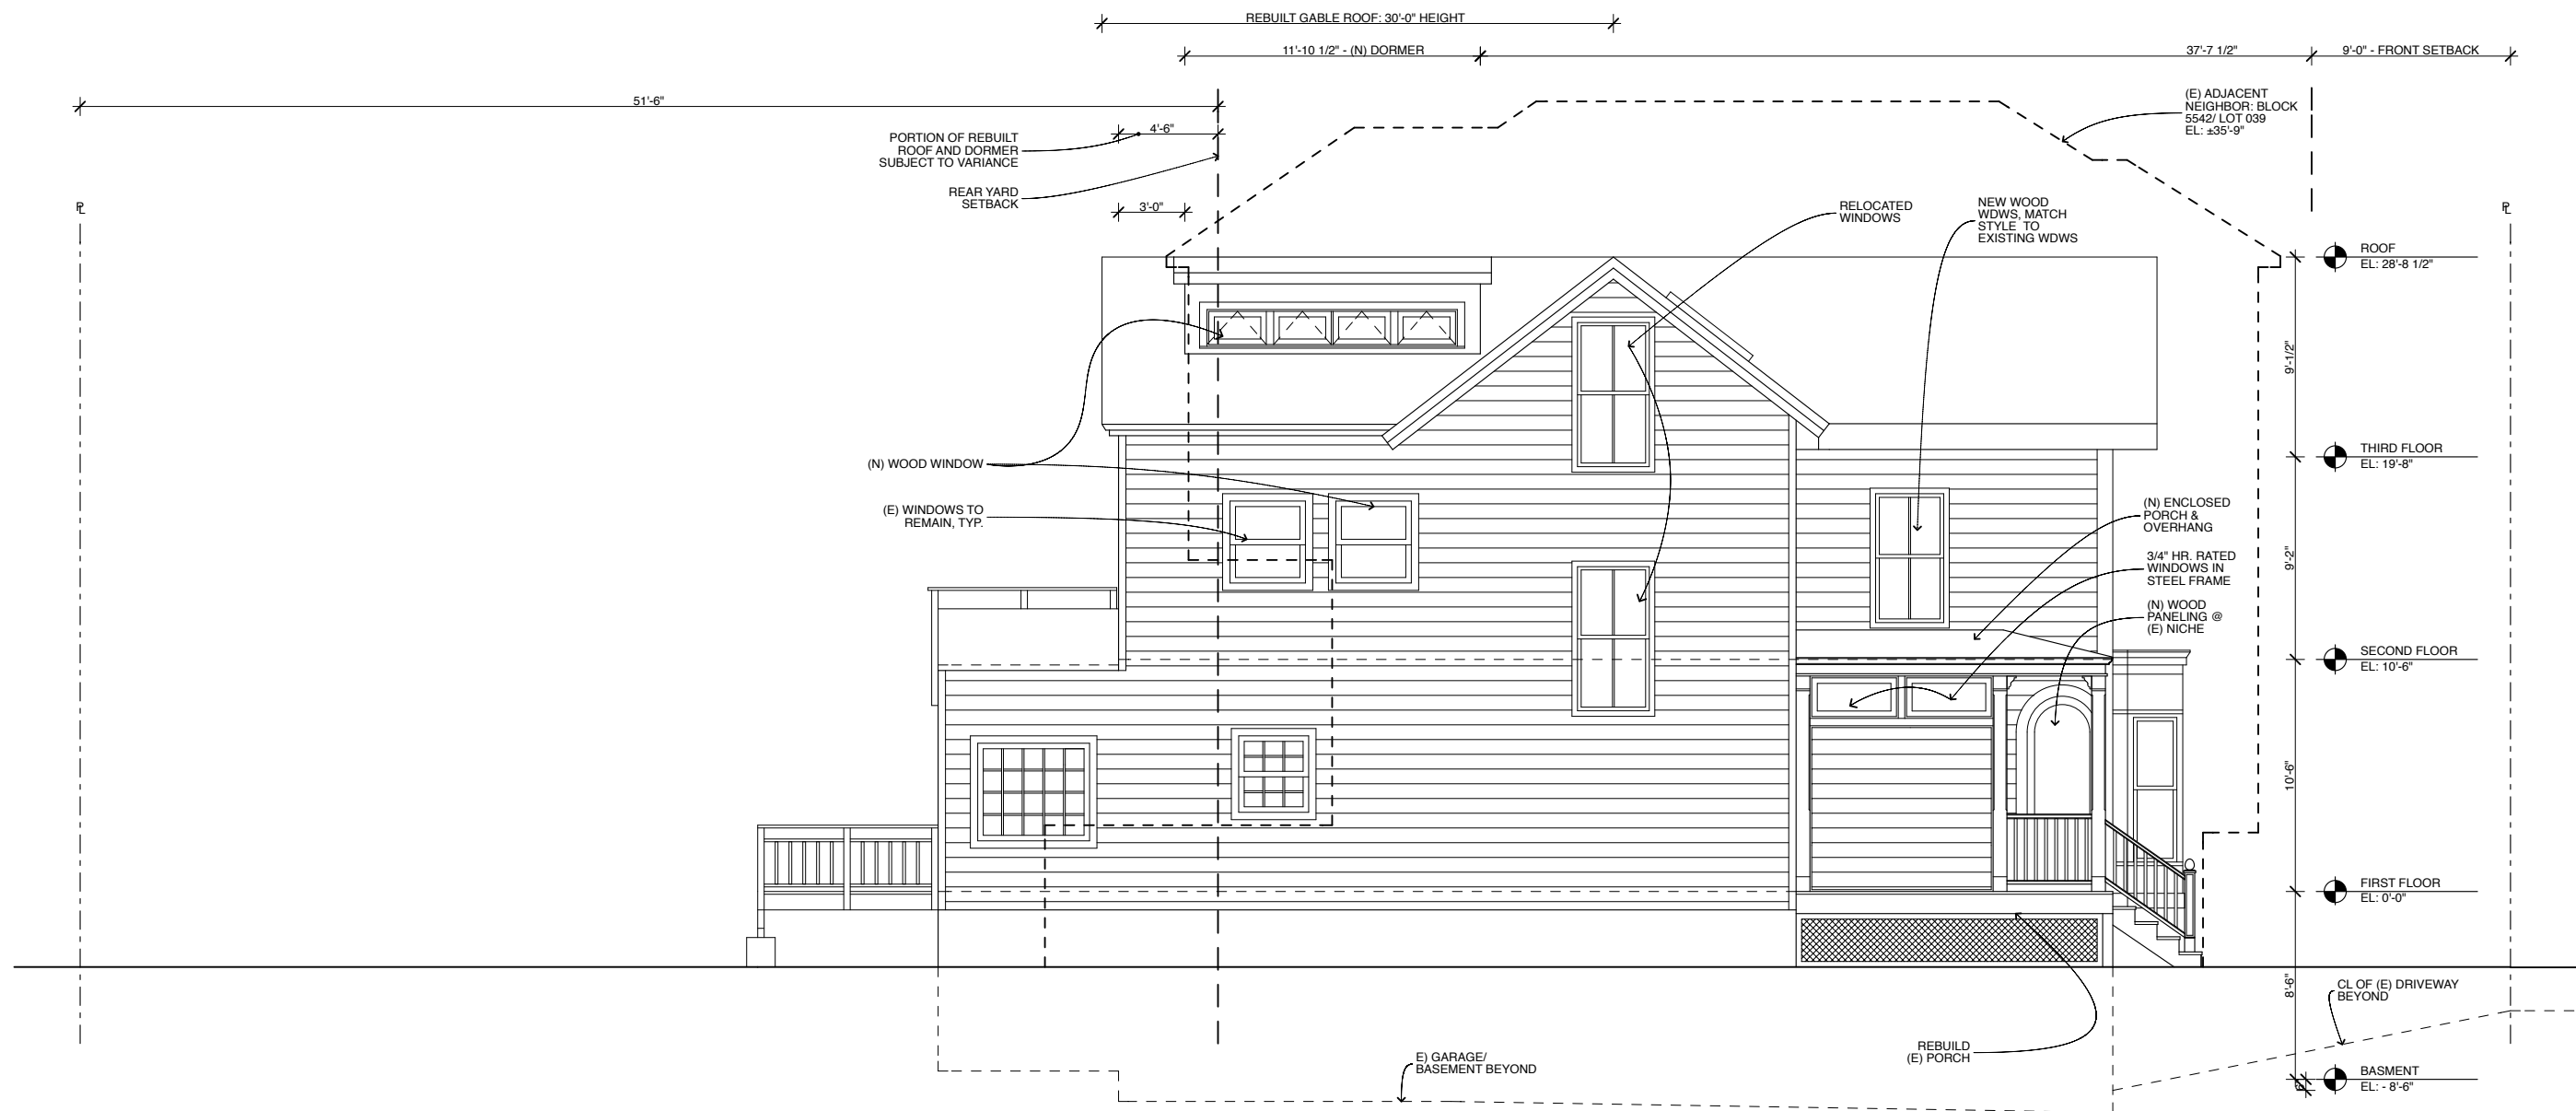 REBUILT GABLE ROOF: 30'-0" HEIGHT
11'-10 1/2" - (N) DORMER
37'-7 1/2"
9'-0" - FRONT SETBACK
51'-6"
(E) ADJACENT
NEIGHBOR: BLOCK
5542/ LOT 039
EL: ±35'-9"
4'-6"
PORTION OF REBUILT
ROOF AND DORMER
SUBJECT TO VARIANCE
REAR YARD
SETBACK
3'-0"
PL
PL
RELOCATED
WINDOWS
NEW WOOD
WDWS, MATCH
STYLE TO
EXISTING WDWS
ROOF
EL: 28'-8 1/2"
9'-1/2"
THIRD FLOOR
EL: 19'-8"
(N) WOOD WINDOW
(E) WINDOWS TO
REMAIN, TYP.
(N) ENCLOSED
PORCH &
OVERHANG
9'-2"
3/4" HR. RATED
WINDOWS IN
STEEL FRAME
(N) WOOD
PANELING @
(E) NICHE
SECOND FLOOR
EL: 10'-6"
10'-6"
FIRST FLOOR
EL: 0'-0"
8'-6"
CL OF (E) DRIVEWAY
BEYOND
REBUILD
(E) PORCH
E) GARAGE/
BASEMENT BEYOND
BASMENT
EL: - 8'-6"